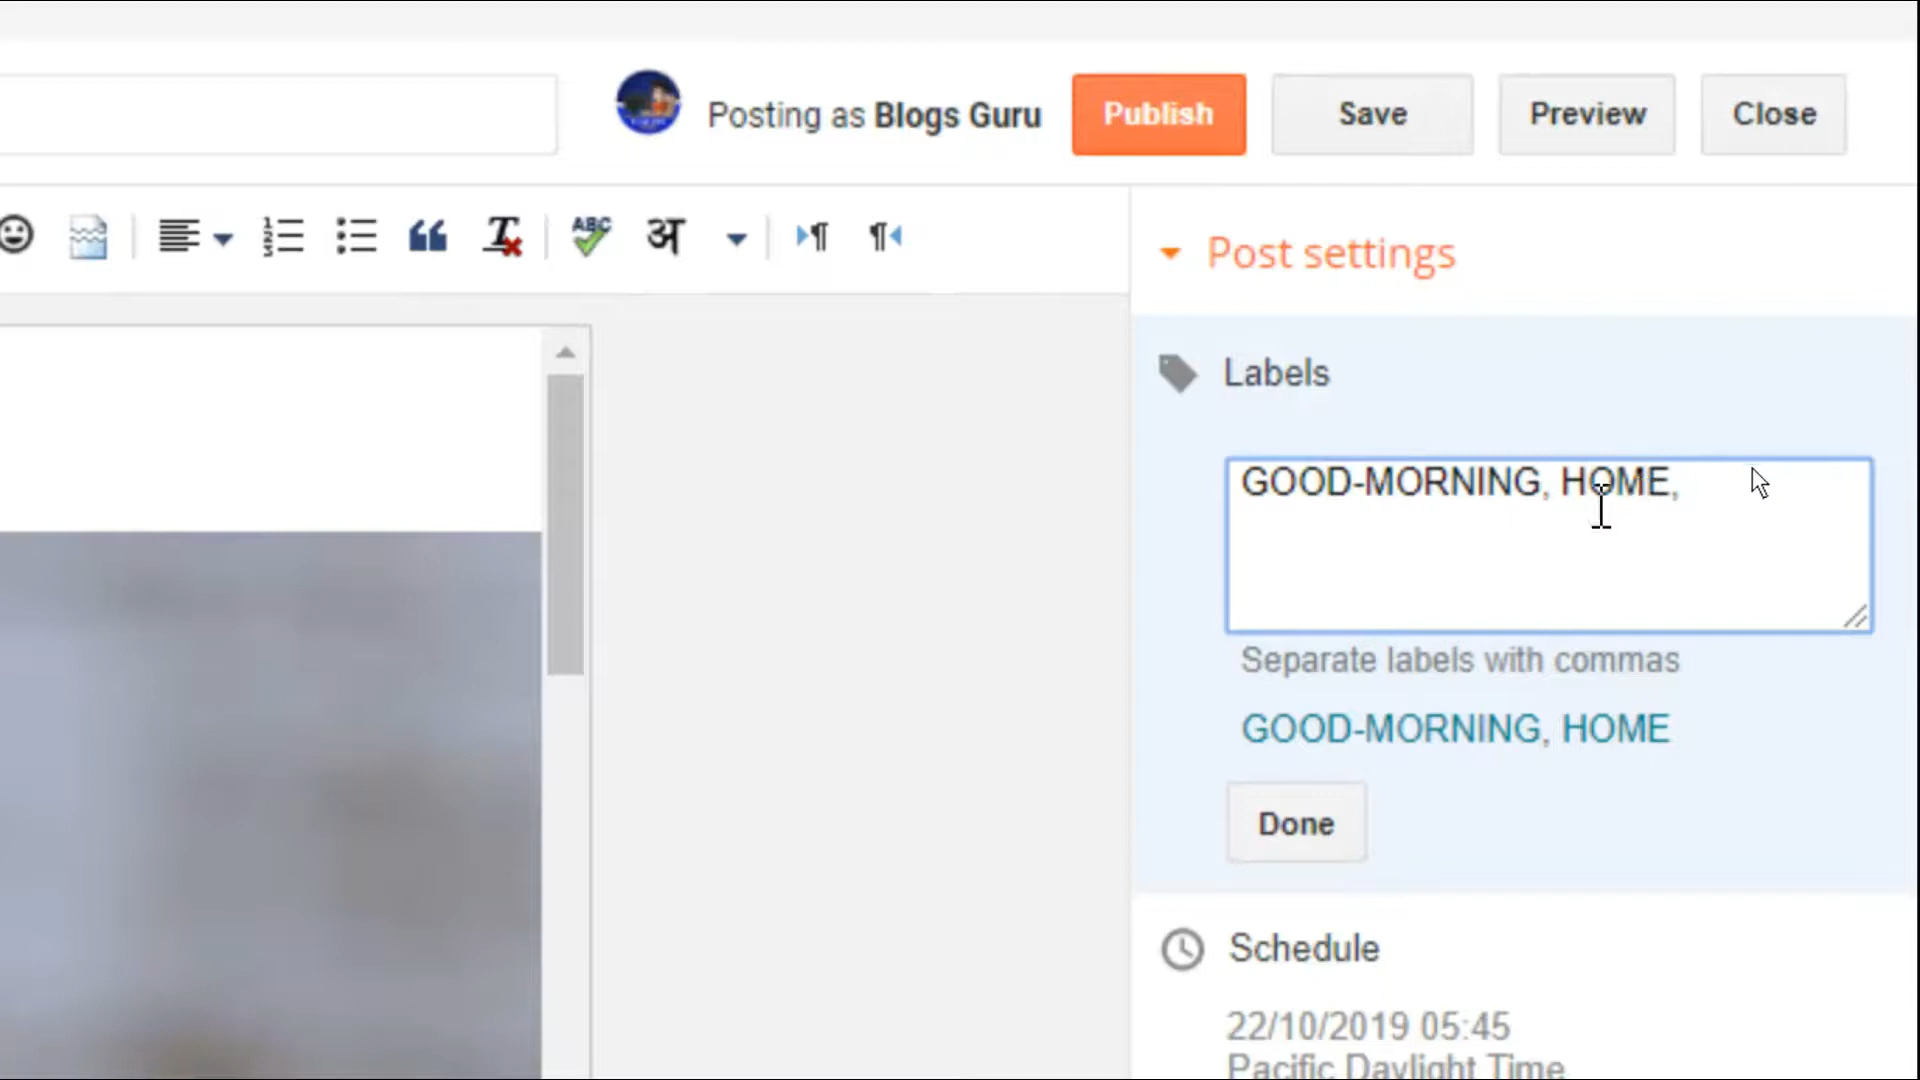 Posting as Blogs Guru Publish Save Preview Close
ABC अ
Post settings
Labels
GOOD-MORNING, HOME,
Separate labels with commas
GOOD-MORNING, HOME
Done
Schedule
22/10/2019 05:45
Pacific Daylight Time